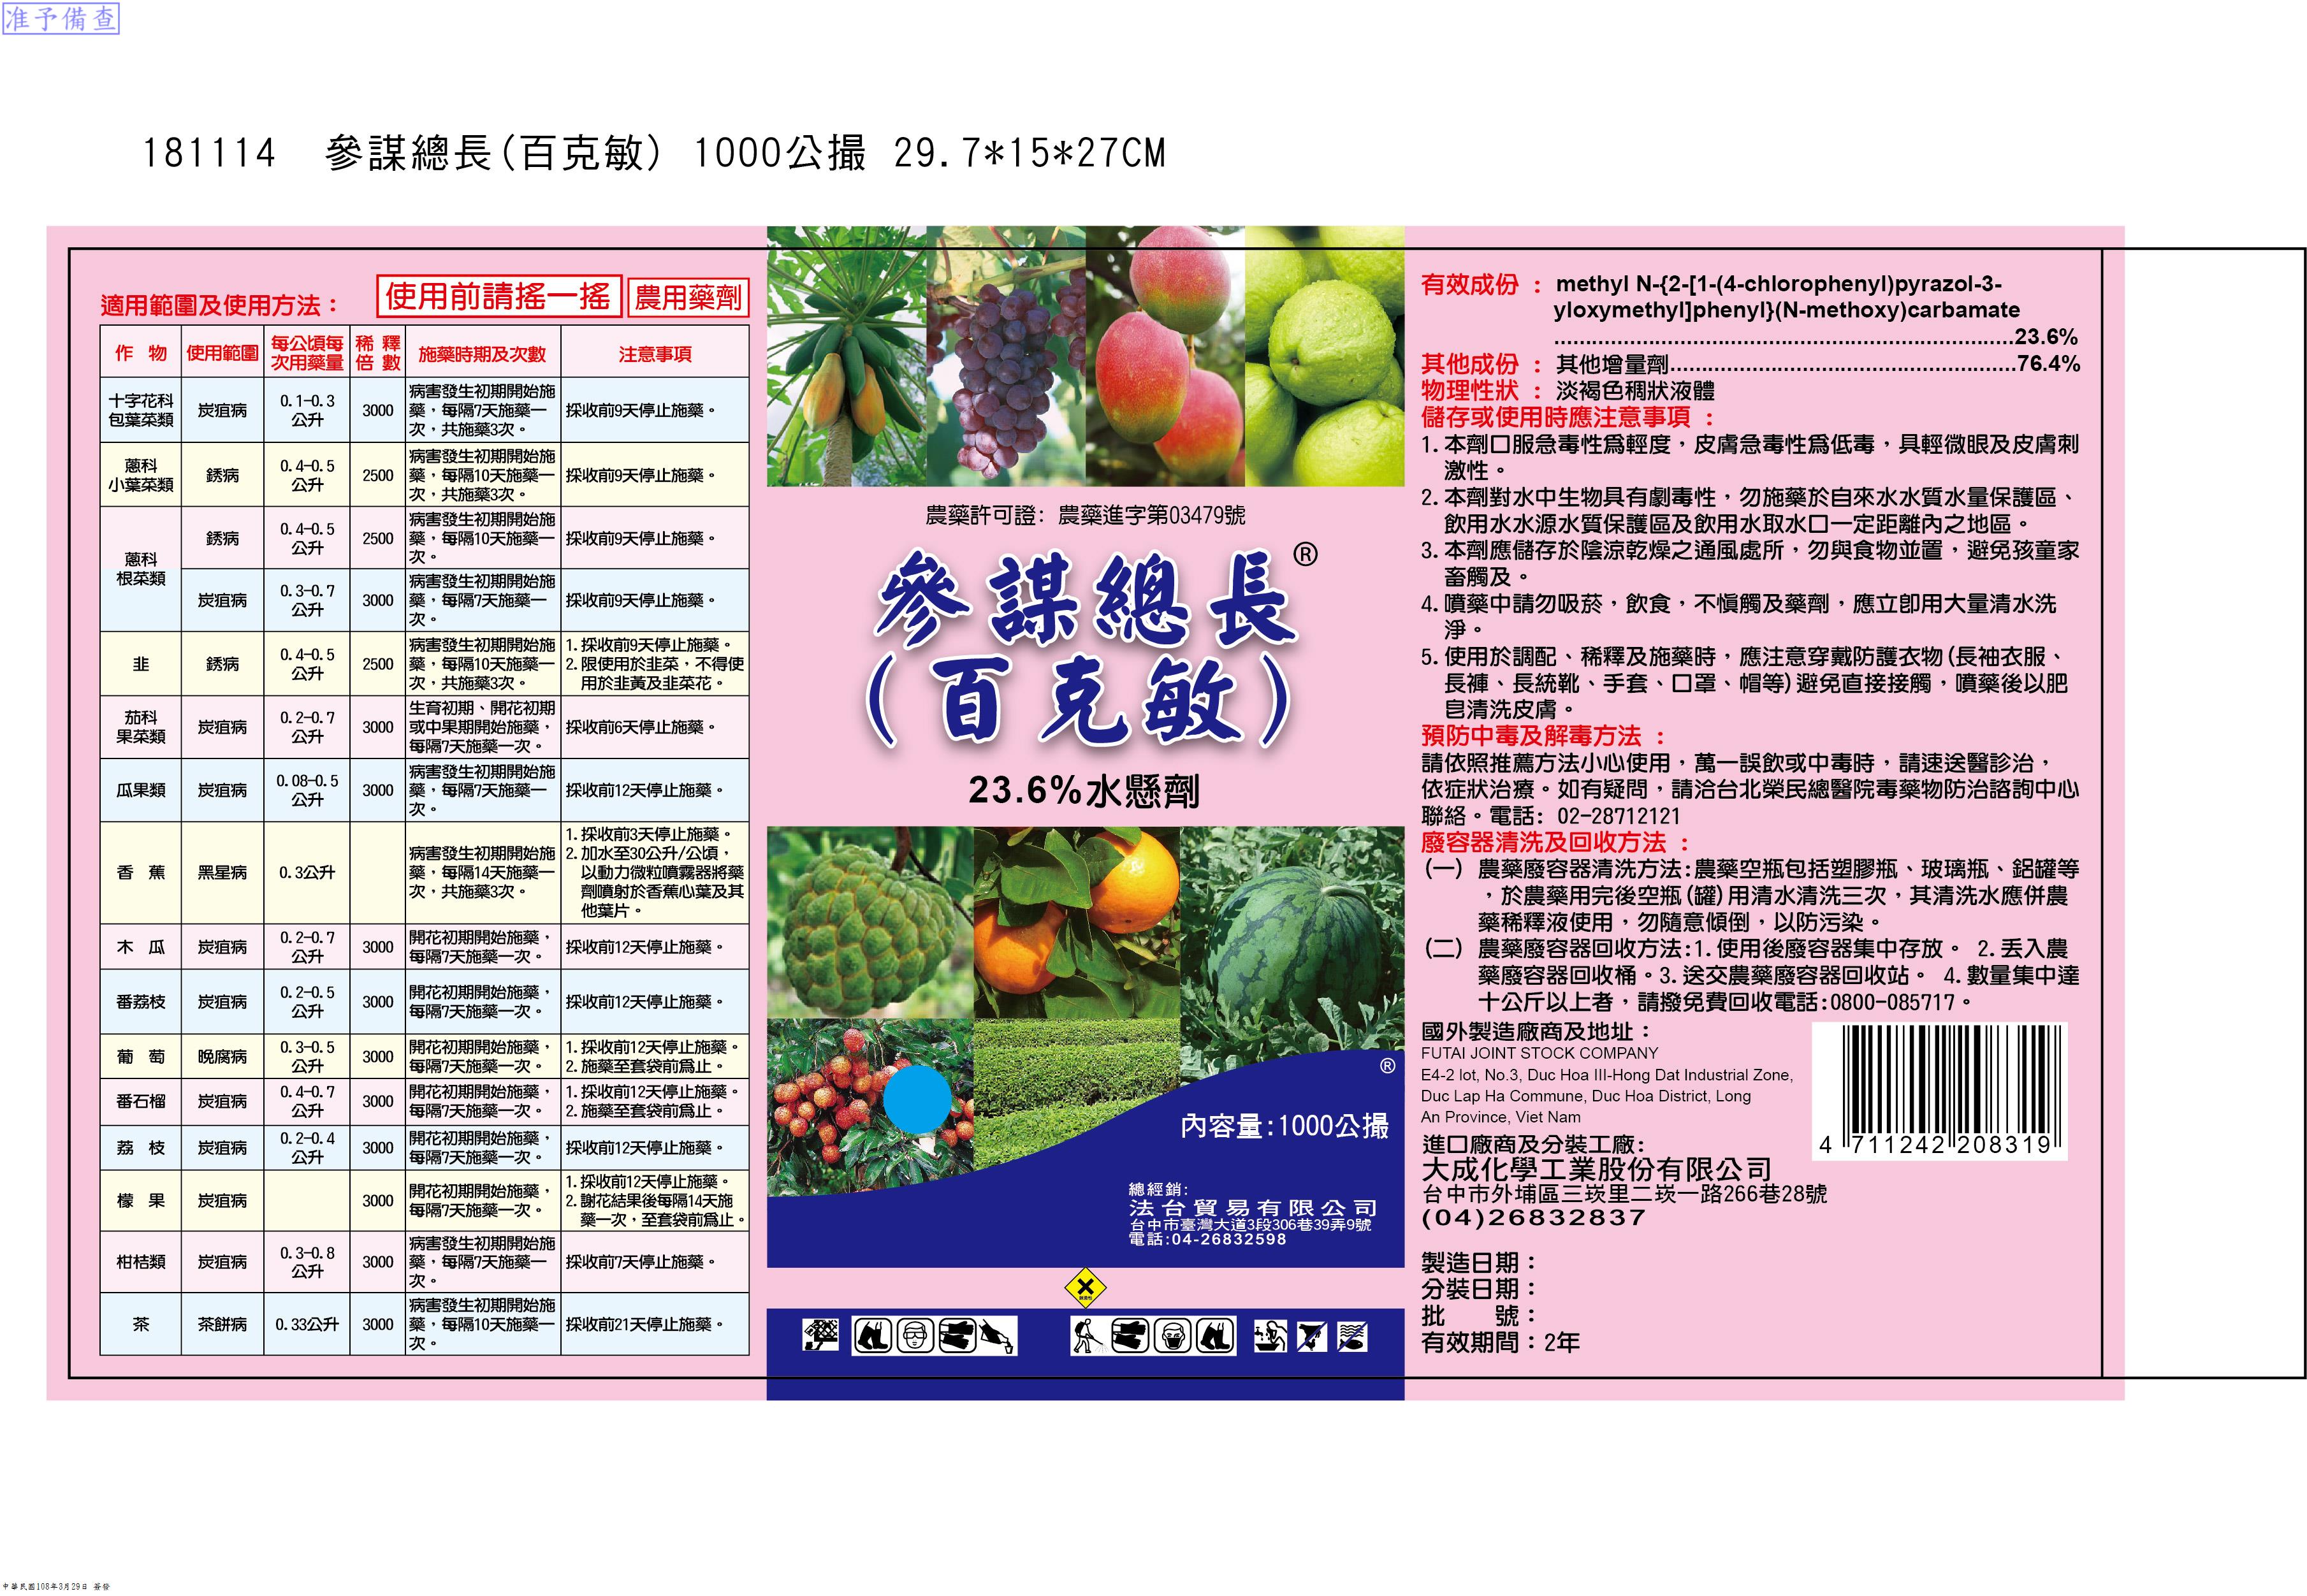 准予備查
181114 參謀總長(百克敏) 1000公撮 29.7*15*27CM
適用範圍及使用方法：
使用前請搖一搖
農用藥劑
作 物 使用範圍 每公頃每次用藥量 稀釋倍數 施藥時期及次數 注意事項
十字花科包葉菜類 炭疽病 0.1-0.3公升 3000 病害發生初期開始施藥，每隔7天施藥一次，共施藥3次。 採收前9天停止施藥。
蔥科小葉菜類 銹病 0.4-0.5公升 2500 病害發生初期開始施藥，每隔10天施藥一次，共施藥3次。 採收前9天停止施藥。
蔥科根菜類 銹病 0.4-0.5公升 2500 病害發生初期開始施藥，每隔10天施藥一次。 採收前9天停止施藥。
炭疽病 0.3-0.7公升 3000 病害發生初期開始施藥，每隔7天施藥一次。 採收前9天停止施藥。
韭 銹病 0.4-0.5公升 2500 病害發生初期開始施藥，每隔10天施藥一次，共施藥3次。 1.採收前9天停止施藥。 2.限使用於韭菜，不得使用於韭黃及韭菜花。
茄科果菜類 炭疽病 0.2-0.7公升 3000 生育初期、開花初期或中果期開始施藥，每隔7天施藥一次。 採收前6天停止施藥。
瓜果類 炭疽病 0.08-0.5公升 3000 病害發生初期開始施藥，每隔7天施藥一次。 採收前12天停止施藥。
香 蕉 黑星病 0.3公升 病害發生初期開始施藥，每隔14天施藥一次，共施藥3次。 1.採收前3天停止施藥。 2.加水至30公升/公頃，以動力微粒噴霧器將藥劑噴射於香蕉心葉及其他葉片。
木 瓜 炭疽病 0.2-0.7公升 3000 開花初期開始施藥，每隔7天施藥一次。 採收前12天停止施藥。
番荔枝 炭疽病 0.2-0.5公升 3000 開花初期開始施藥，每隔7天施藥一次。 採收前12天停止施藥。
葡 萄 晚腐病 0.3-0.5公升 3000 開花初期開始施藥，每隔7天施藥一次。 1.採收前12天停止施藥。 2.施藥至套袋前為止。
番石榴 炭疽病 0.4-0.7公升 3000 開花初期開始施藥，每隔7天施藥一次。 1.採收前12天停止施藥。 2.施藥至套袋前為止。
荔 枝 炭疽病 0.2-0.4公升 3000 開花初期開始施藥，每隔7天施藥一次。 採收前12天停止施藥。
檬 果 炭疽病 3000 開花初期開始施藥，每隔7天施藥一次。 1.採收前12天停止施藥。 2.謝花結果後每隔14天施藥一次，至套袋前為止。
柑桔類 炭疽病 0.3-0.8公升 3000 病害發生初期開始施藥，每隔7天施藥一次。 採收前7天停止施藥。
茶 茶餅病 0.33公升 3000 病害發生初期開始施藥，每隔10天施藥一次。 採收前21天停止施藥。
農藥許可證: 農藥進字第03479號
參謀總長®
(百克敏)
23.6%水懸劑
®
內容量:1000公撮
總經銷:
法台貿易有限公司
台中市臺灣大道3段306巷39弄9號
電話:04-26832598
有效成份 : methyl N-{2-[1-(4-chlorophenyl)pyrazol-3-
yloxymethyl]phenyl}(N-methoxy)carbamate
........................................23.6%
其他成份 : 其他增量劑..............................76.4%
物理性狀 : 淡褐色稠狀液體
儲存或使用時應注意事項 :
1.本劑口服急毒性為輕度，皮膚急毒性為低毒，具輕微眼及皮膚刺
激性。
2.本劑對水中生物具有劇毒性，勿施藥於自來水水質水量保護區、
飲用水水源水質保護區及飲用水取水口一定距離內之地區。
3.本劑應儲存於陰涼乾燥之通風處所，勿與食物並置，避免孩童家
畜觸及。
4.噴藥中請勿吸菸，飲食，不慎觸及藥劑，應立即用大量清水洗
淨。
5.使用於調配、稀釋及施藥時，應注意穿戴防護衣物(長袖衣服、
長褲、長統靴、手套、口罩、帽等)避免直接接觸，噴藥後以肥
皂清洗皮膚。
預防中毒及解毒方法 :
請依照推薦方法小心使用，萬一誤飲或中毒時，請速送醫診治，
依症狀治療。如有疑問，請洽台北榮民總醫院毒藥物防治諮詢中心
聯絡。電話: 02-28712121
廢容器清洗及回收方法 :
(一) 農藥廢容器清洗方法:農藥空瓶包括塑膠瓶、玻璃瓶、鋁罐等
，於農藥用完後空瓶(罐)用清水清洗三次，其清洗水應併農
藥稀釋液使用，勿隨意傾倒，以防污染。
(二) 農藥廢容器回收方法:1.使用後廢容器集中存放。 2.丟入農
藥廢容器回收桶。3.送交農藥廢容器回收站。 4.數量集中達
十公斤以上者，請撥免費回收電話:0800-085717。
國外製造廠商及地址：
FUTAI JOINT STOCK COMPANY
E4-2 lot, No.3, Duc Hoa III-Hong Dat Industrial Zone,
Duc Lap Ha Commune, Duc Hoa District, Long
An Province, Viet Nam
4 711242 208319
進口廠商及分裝工廠:
大成化學工業股份有限公司
台中市外埔區三崁里二崁一路266巷28號
(04)26832837
製造日期：
分裝日期：
批 號：
有效期間：2年
中華民國108年3月29日 簽發